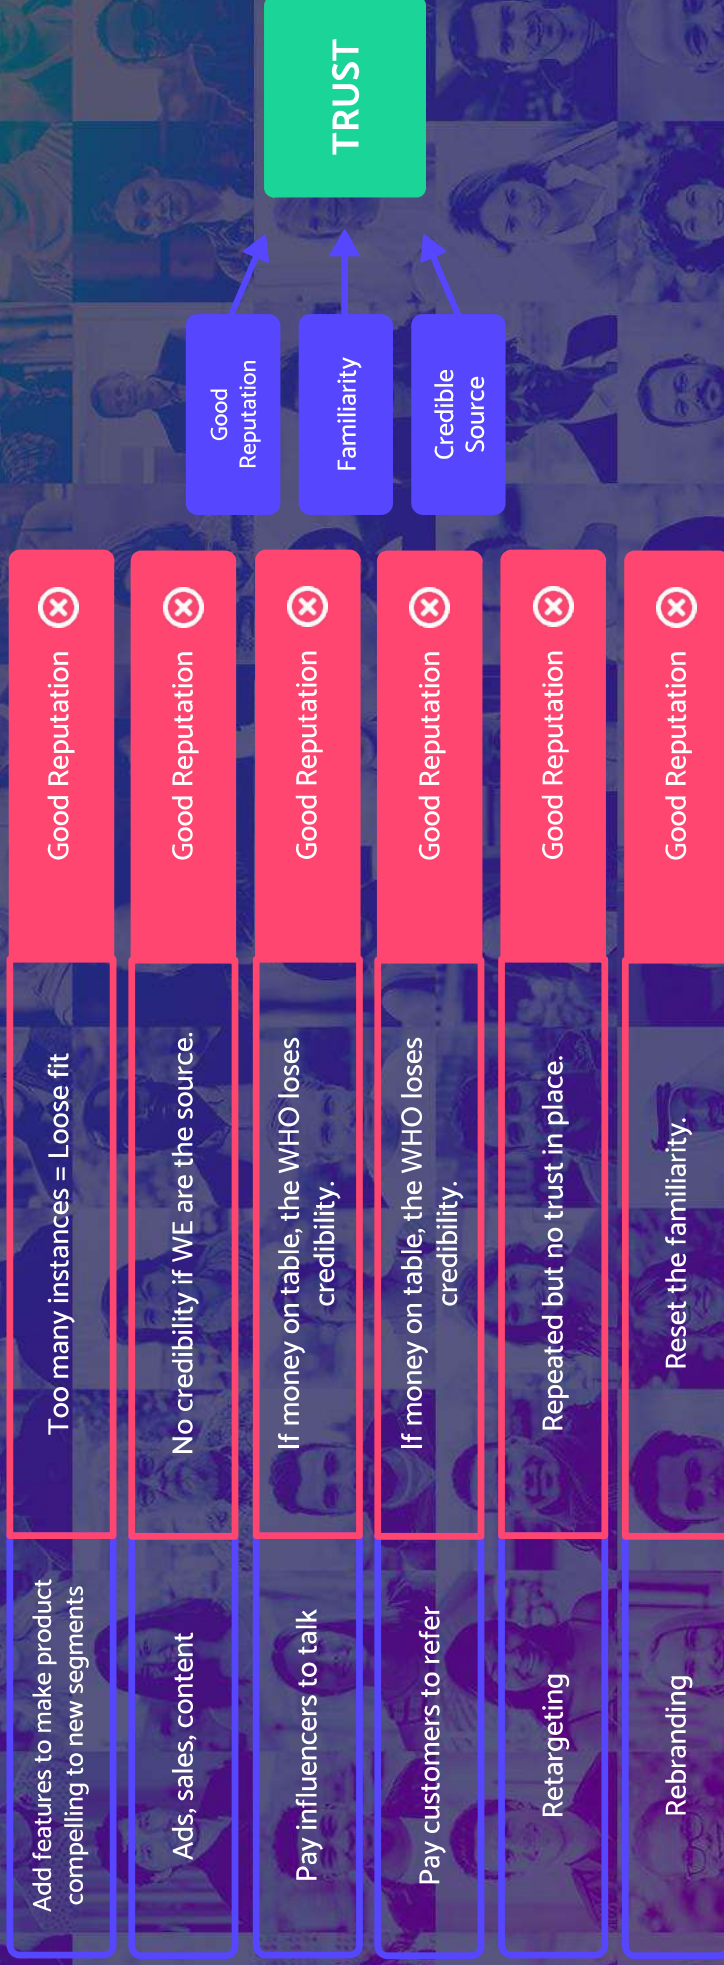 Add features to make product
compelling to new segments
Too many instances = Loose fit
Good Reputation
Ads, sales, content
No credibility if WE are the source.
Good Reputation
Pay influencers to talk
If money on table, the WHO loses
credibility.
Good Reputation
Pay customers to refer
If money on table, the WHO loses
credibility.
Good Reputation
Retargeting
Repeated but no trust in place.
Good Reputation
Rebranding
Reset the familiarity.
Good Reputation
Good
Reputation
Familiarity
Credible
Source
TRUST